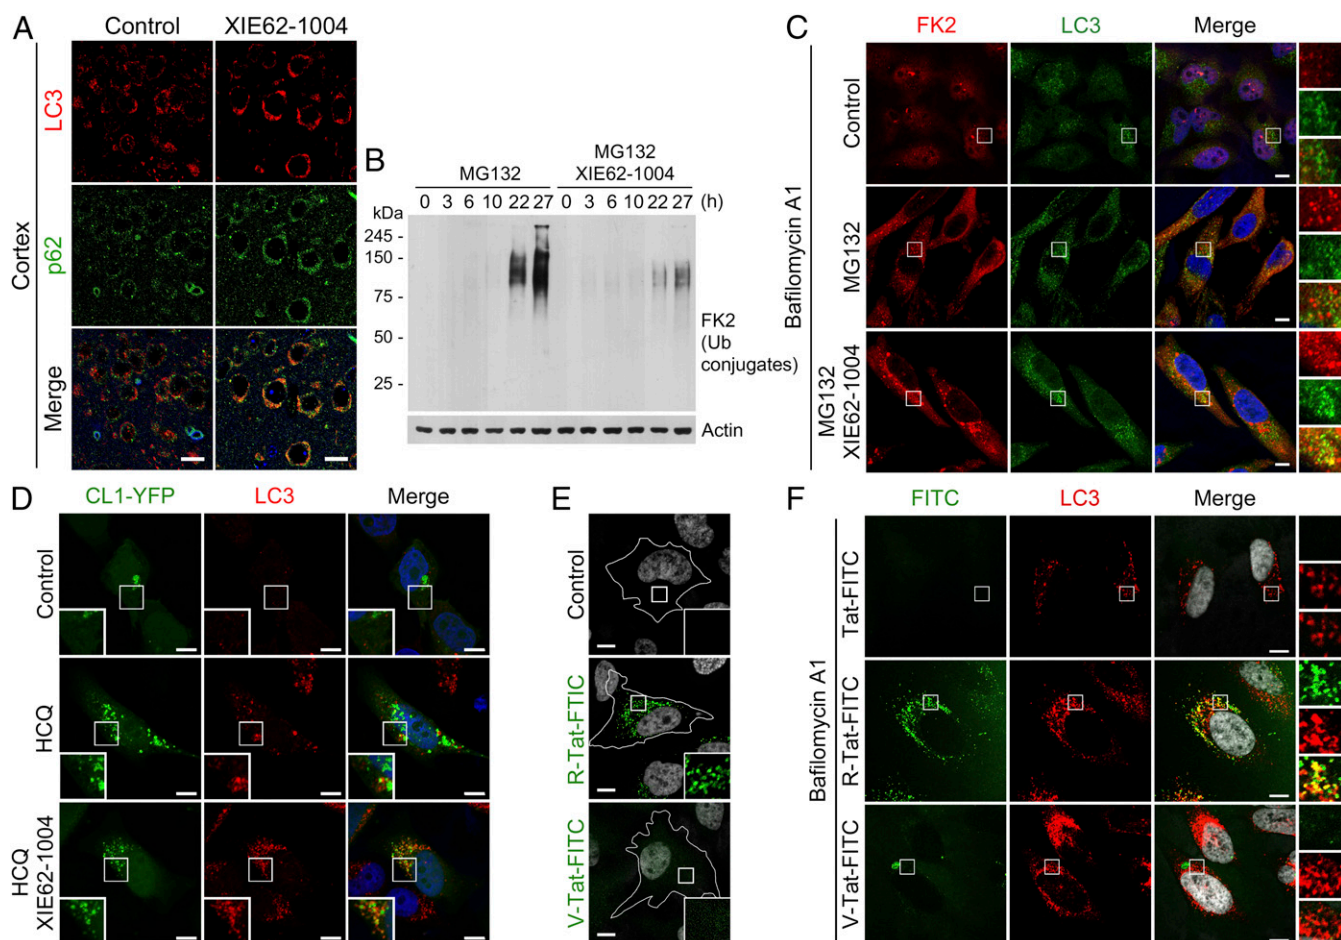 A
Control
XIE62-1004
Cortex
LC3
p62
Merge
B
MG132
MG132
XIE62-1004
0 3 6 10 22 27 0 3 6 10 22 27 (h)
kDa
245 -
150 -
75 -
50 -
25 -
FK2
(Ub
conjugates)
Actin
C
FK2
LC3
Merge
Bafilomycin A1
Control
MG132
MG132
XIE62-1004
D
CL1-YFP
LC3
Merge
Control
HCQ
HCQ
XIE62-1004
E
Control
R-Tat-FTIC
V-Tat-FITC
F
FITC
LC3
Merge
Bafilomycin A1
Tat-FITC
R-Tat-FITC
V-Tat-FITC